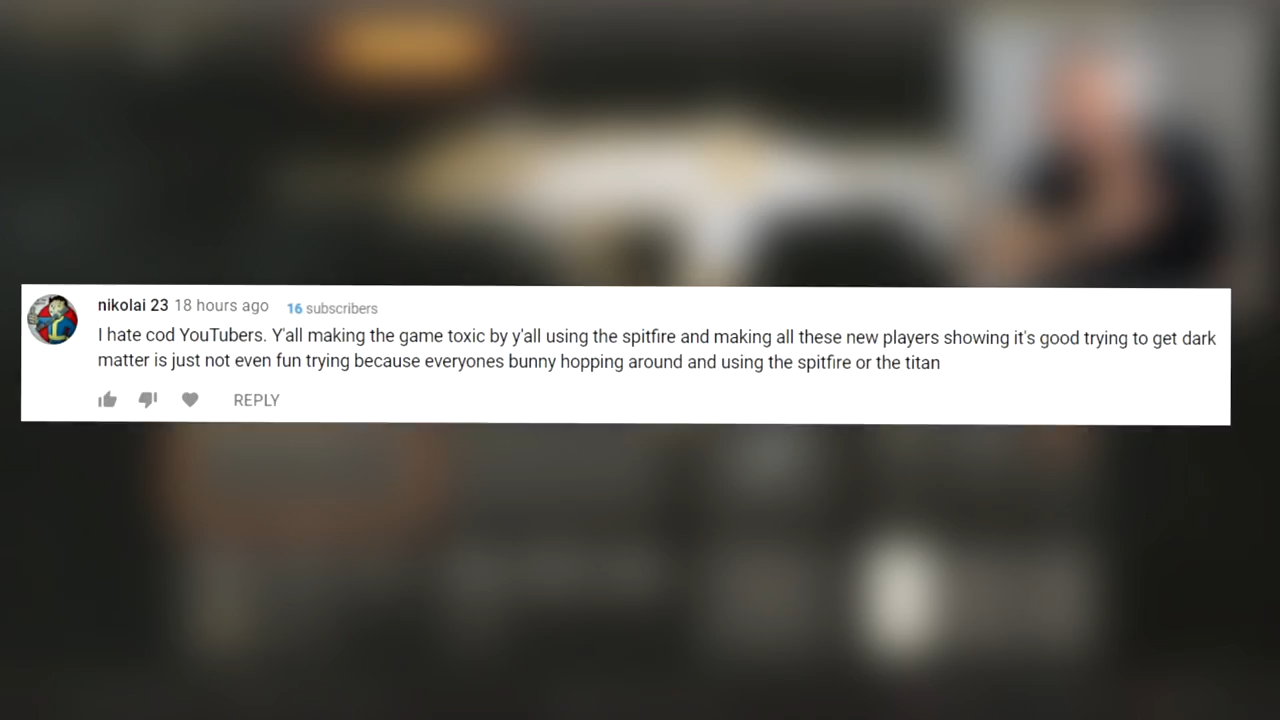 nikolai 23 18 hours ago 16 subscribers
I hate cod YouTubers. Y'all making the game toxic by y'all using the spitfire and making all these new players showing it's good trying to get dark
matter is just not even fun trying because everyones bunny hopping around and using the spitfire or the titan
REPLY